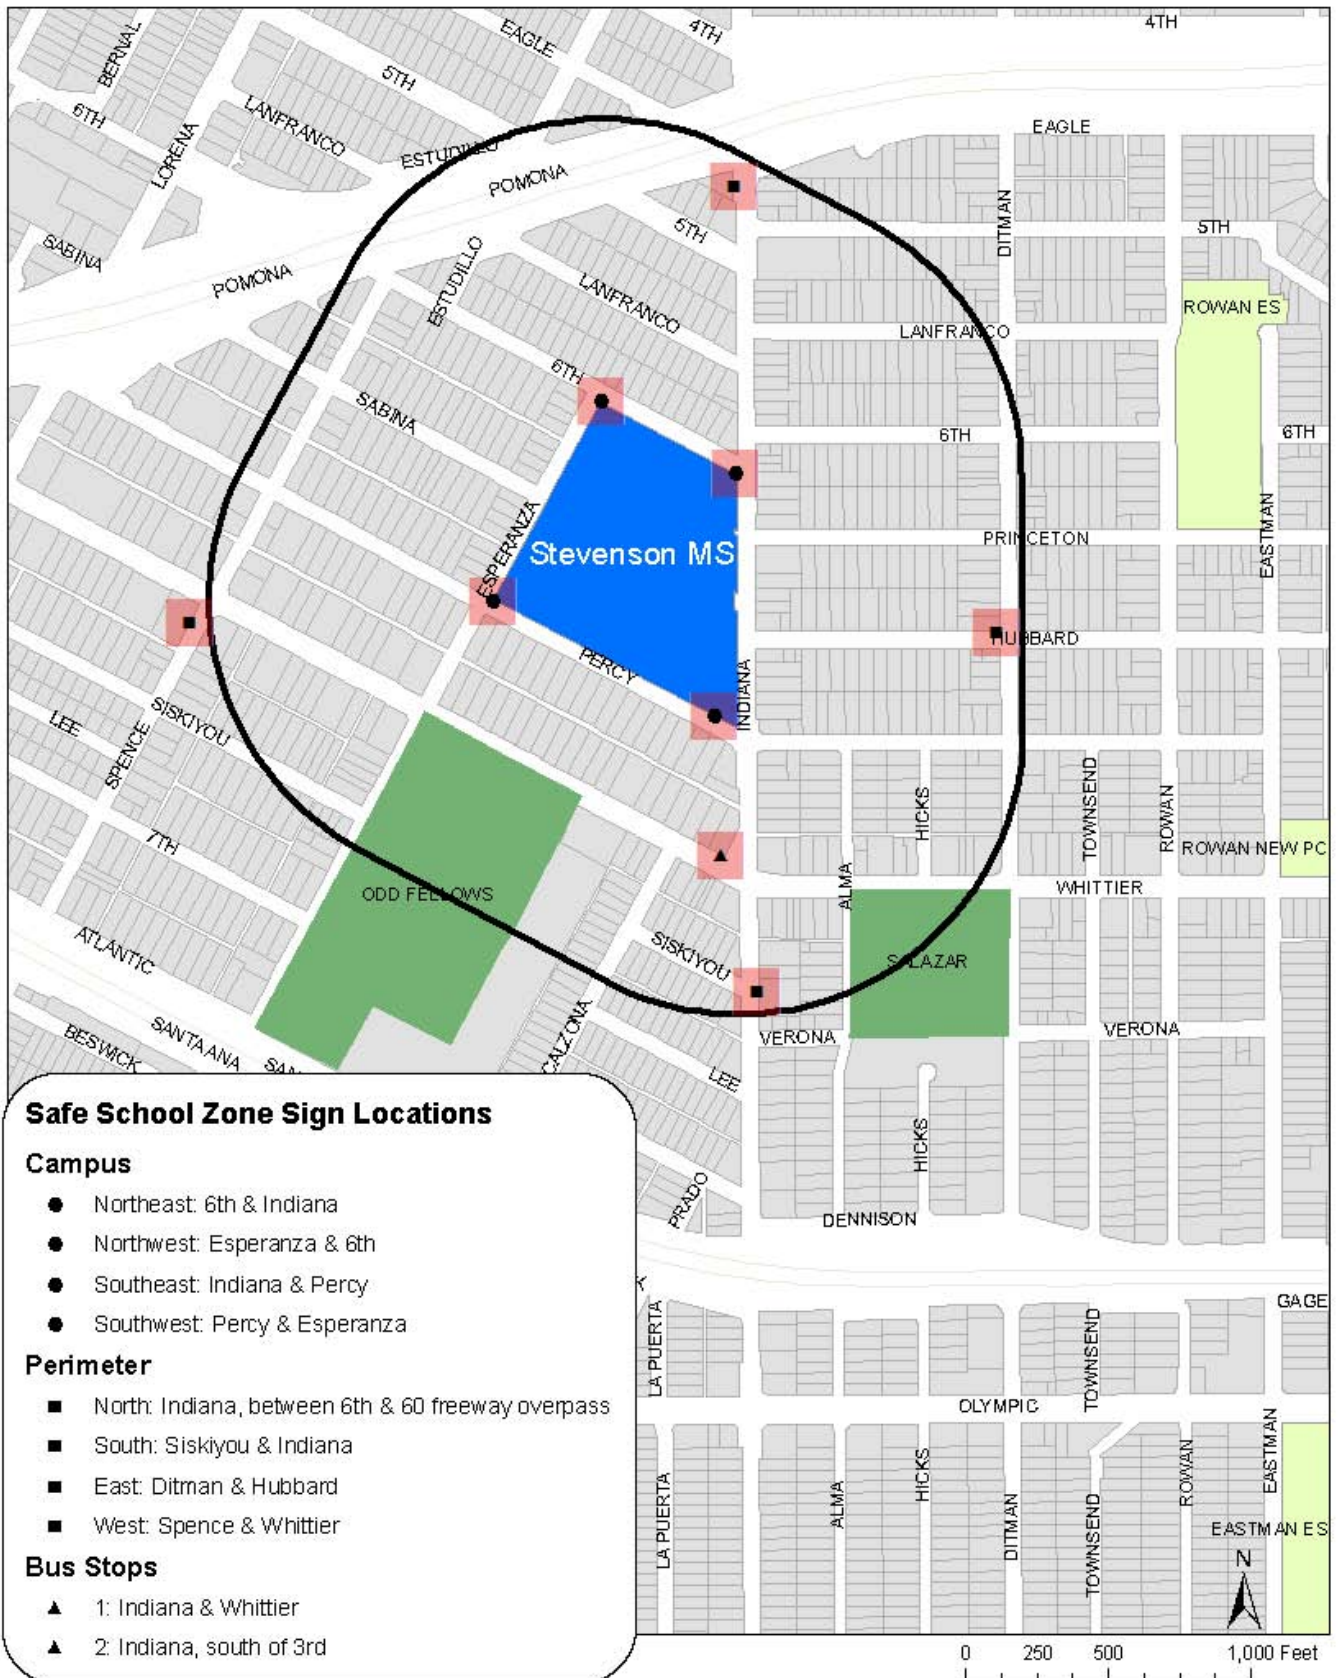 4TH
EAGLE
4TH
BERNAL
5TH
6TH
LANFRANCO
EAGLE
LORENA
ESTUDILLO
POMONA
DITMAN
5TH
5TH
SABINA
POMONA
ESTUDILLO
LANFRANCO
ROWAN ES
LANFRANCO
6TH
SABINA
6TH
6TH
ESPERANZA
EASTMAN
PRINCETON
Stevenson MS
HUBBARD
PERCY
INDIANA
SISKIYOU
LEE
SPENCE
TOWNSEND
HICKS
ROWAN
7TH
ROWAN NEW PC
ALMA
WHITTIER
ODD FELLOWS
ATLANTIC
SISKIYOU
SALAZAR
SANTA ANA
BESWICK
SAN
CALZONA
VERONA
VERONA
LEE
HICKS
PRADO
DENNISON
K
GAGE
LA PUERTA
TOWNSEND
OLYMPIC
LA PUERTA
ALMA
HICKS
DITMAN
TOWNSEND
ROWAN
EASTMAN
EASTMAN ES
N
0 250 500 1,000 Feet
Safe School Zone Sign Locations
Campus
Northeast: 6th & Indiana
Northwest: Esperanza & 6th
Southeast: Indiana & Percy
Southwest: Percy & Esperanza
Perimeter
North: Indiana, between 6th & 60 freeway overpass
South: Siskiyou & Indiana
East: Ditman & Hubbard
West: Spence & Whittier
Bus Stops
1: Indiana & Whittier
2: Indiana, south of 3rd